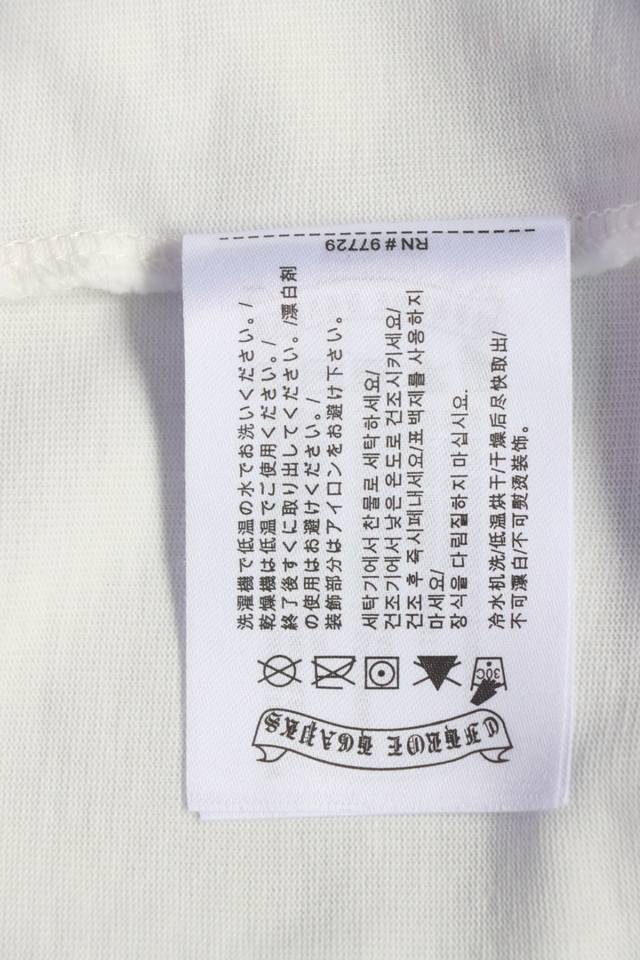 洗濯機で低温の水でお洗いください。/
乾燥機は低温でご使用ください。/
終了後すぐに取り出してください。/漂白剤
の使用はお避けください。/
装飾部分はアイロンをお避け下さい。
세탁기에서 찬물로 세탁하세요/
건조기에서 낮은 온도로 건조시키세요/
건조 후 즉시페내세요/표백제를 사용하지
마세요/
장식을 다림질하지 마십시요.
冷水机洗/低温烘干/干燥后尽快取出/
不可漂白/不可熨烫装饰。
30C
CHROME HEARTS
RN # 97729